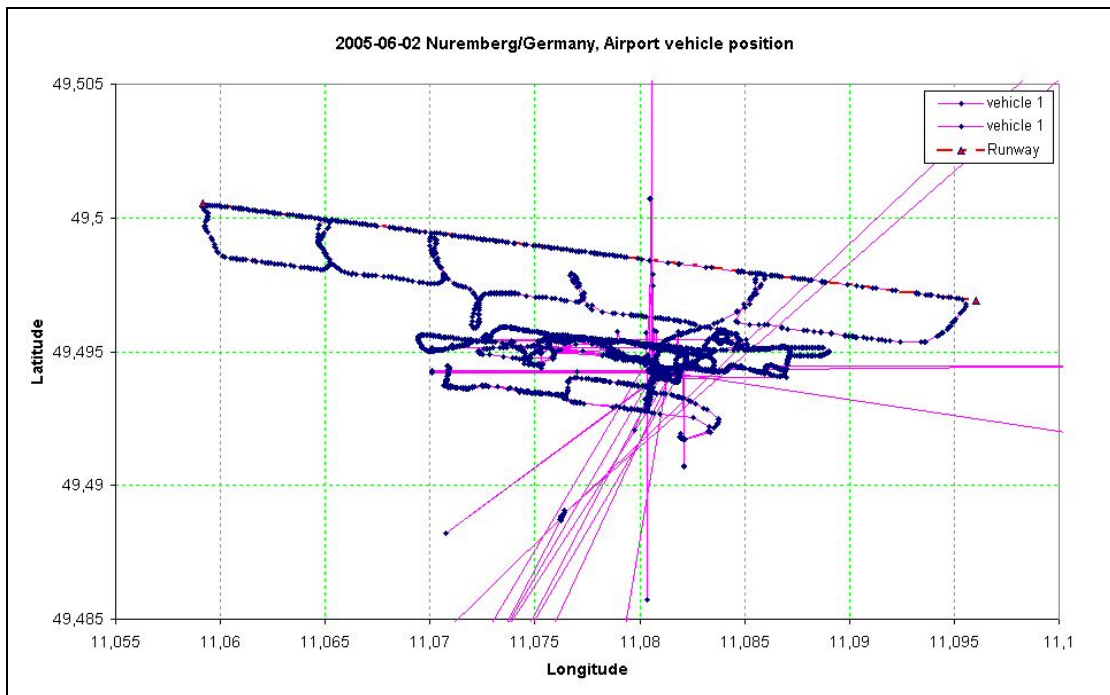 2005-06-02 Nuremberg/Germany, Airport vehicle position
49,505
49,5
49,495
49,49
49,485
Latitude
vehicle 1
vehicle 1
Runway
11,055
11,06
11,065
11,07
11,075
11,08
11,085
11,09
11,095
11,1
Longitude